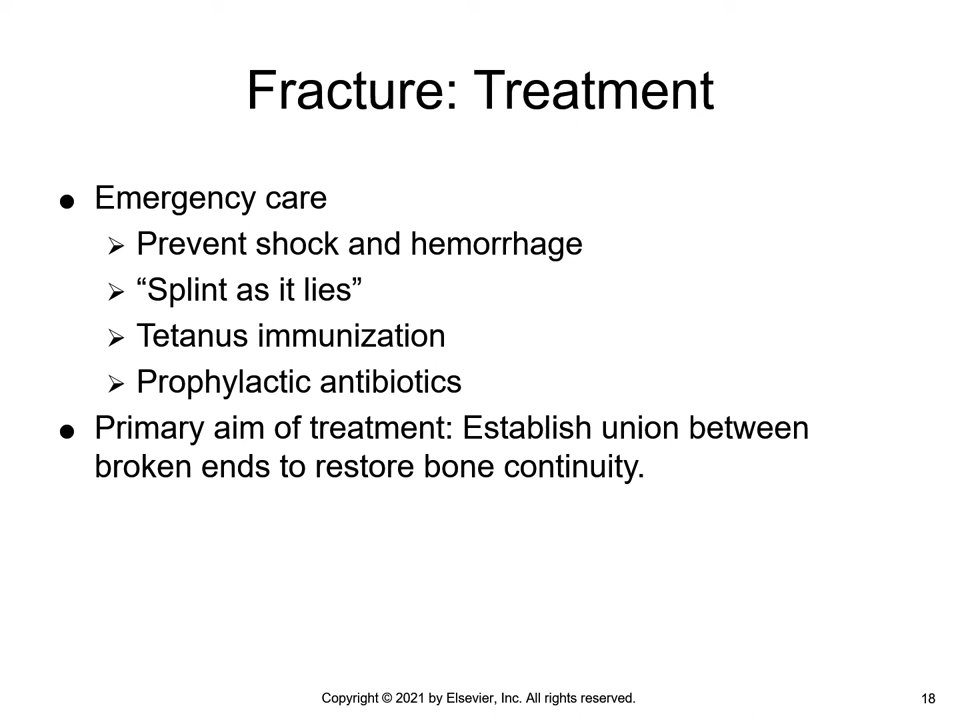 Fracture: Treatment
● Emergency care
➢ Prevent shock and hemorrhage
➢ “Splint as it lies”
➢ Tetanus immunization
➢ Prophylactic antibiotics
● Primary aim of treatment: Establish union between
broken ends to restore bone continuity.
Copyright © 2021 by Elsevier, Inc. All rights reserved.
18